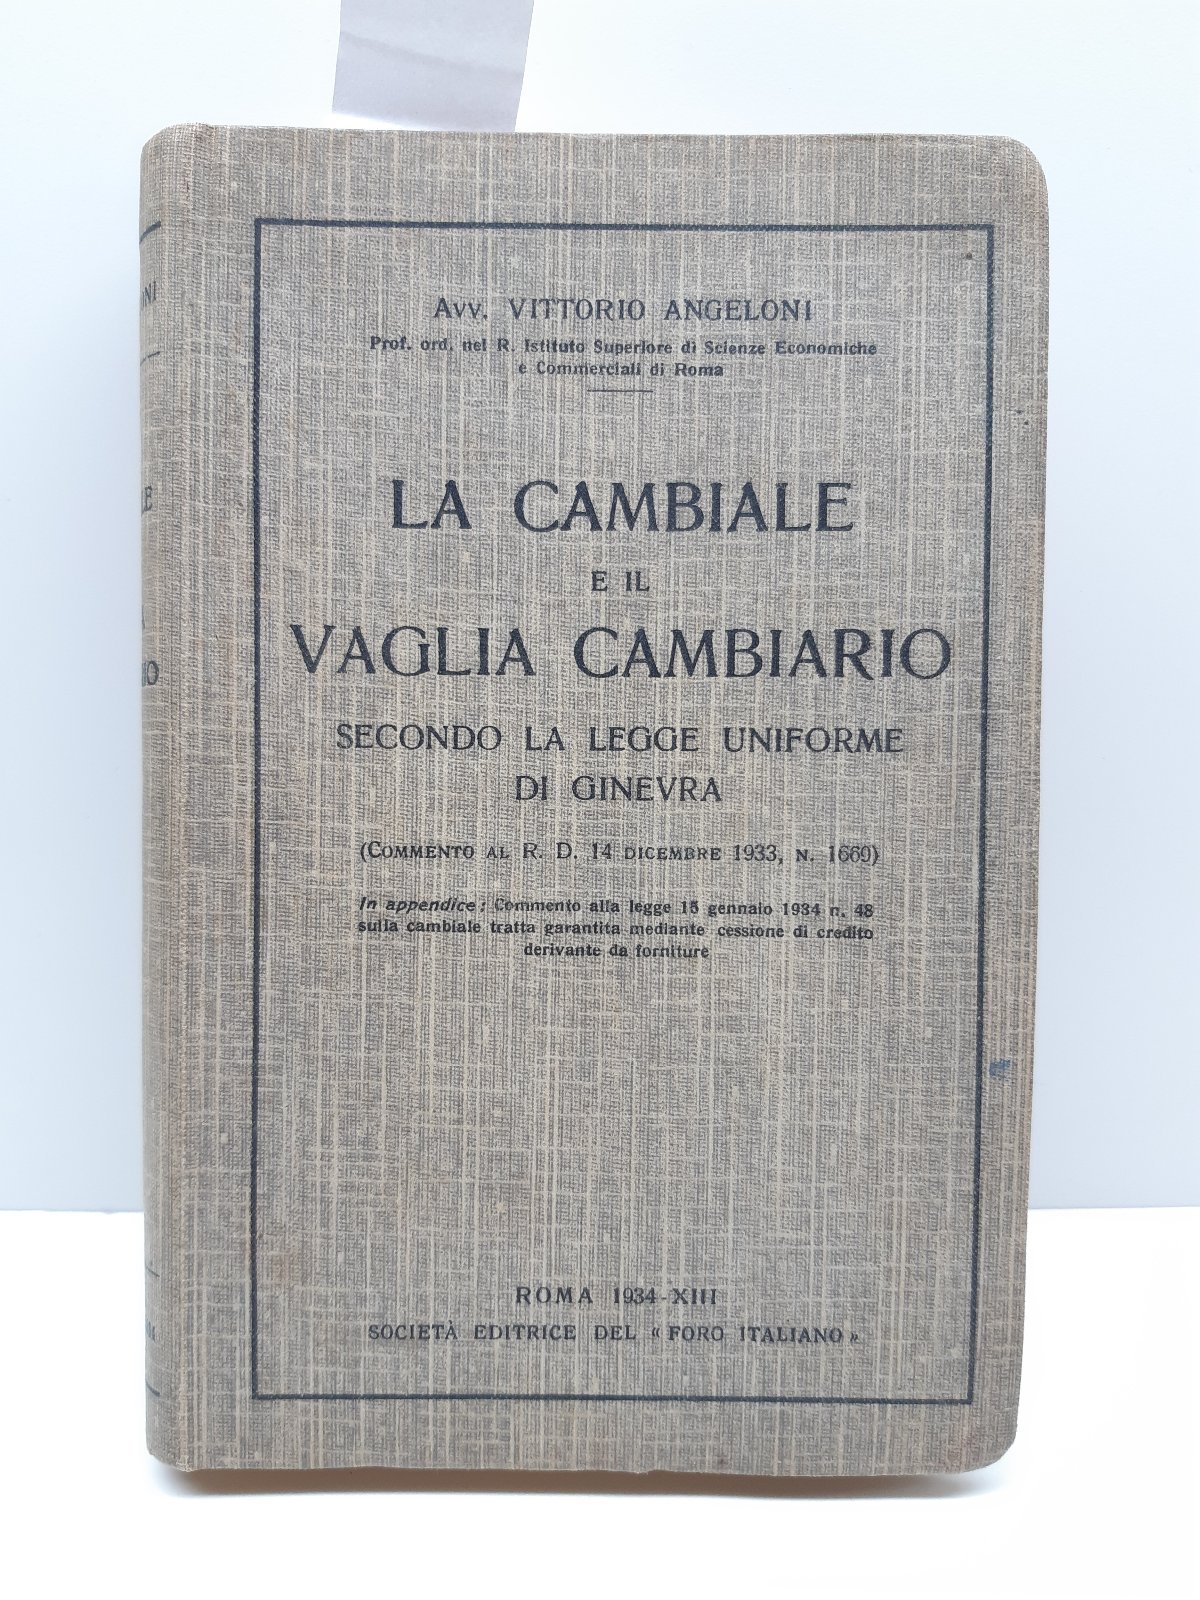 Avv. VITTORIO ANGELONI
Prof. ord. nel R. Istituto Superiore di Scienze Economiche
e Commerciali di Roma
LA CAMBIALE
E IL
VAGLIA CAMBIARIO
SECONDO LA LEGGE UNIFORME
DI GINEVRA
(COMMENTO AL R. D. 14 DICEMBRE 1933, N. 1669)
In appendice: Commento alla legge 15 gennaio 1934 n. 48
sulla cambiale tratta garantita mediante cessione di credito
derivante da forniture
ROMA 1934-XIII
SOCIETÀ EDITRICE DEL « FORO ITALIANO »